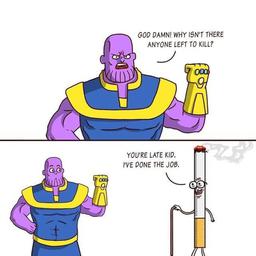 GOD DAMN! WHY ISN'T THERE
ANYONE LEFT TO KILL?
YOU'RE LATE KID.
I'VE DONE THE JOB.